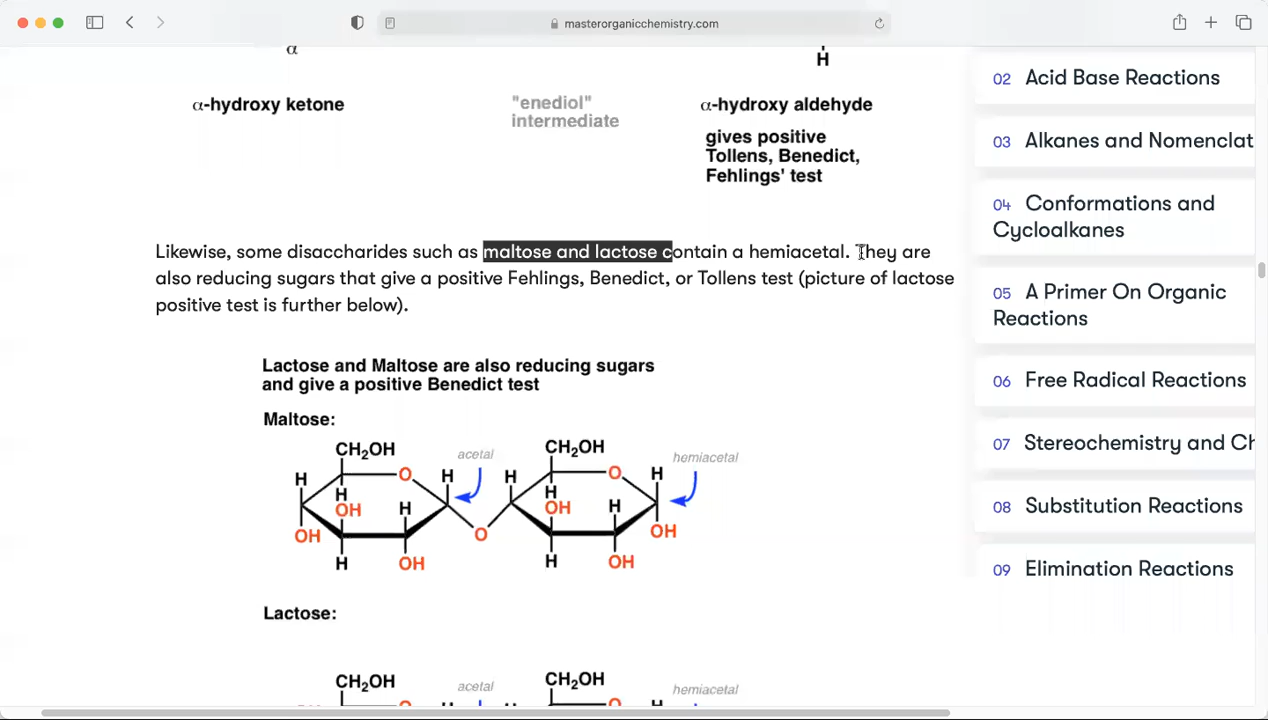 masterorganicchemistry.com
α
H
α-hydroxy ketone
"enediol"
intermediate
α-hydroxy aldehyde
gives positive
Tollens, Benedict,
Fehlings' test
Likewise, some disaccharides such as maltose and lactose contain a hemiacetal. They are
also reducing sugars that give a positive Fehlings, Benedict, or Tollens test (picture of lactose
positive test is further below).
Lactose and Maltose are also reducing sugars
and give a positive Benedict test
Maltose:
CH2OH
acetal
CH2OH
hemiacetal
H
O
H
H
O
H
H
OH
H
H
OH
H
OH
O
OH
H
OH
H
OH
Lactose:
CH2OH
acetal
CH2OH
hemiacetal
O
H
H
O
H
02 Acid Base Reactions
03 Alkanes and Nomenclat
04 Conformations and
Cycloalkanes
05 A Primer On Organic
Reactions
06 Free Radical Reactions
07 Stereochemistry and Ch
08 Substitution Reactions
09 Elimination Reactions